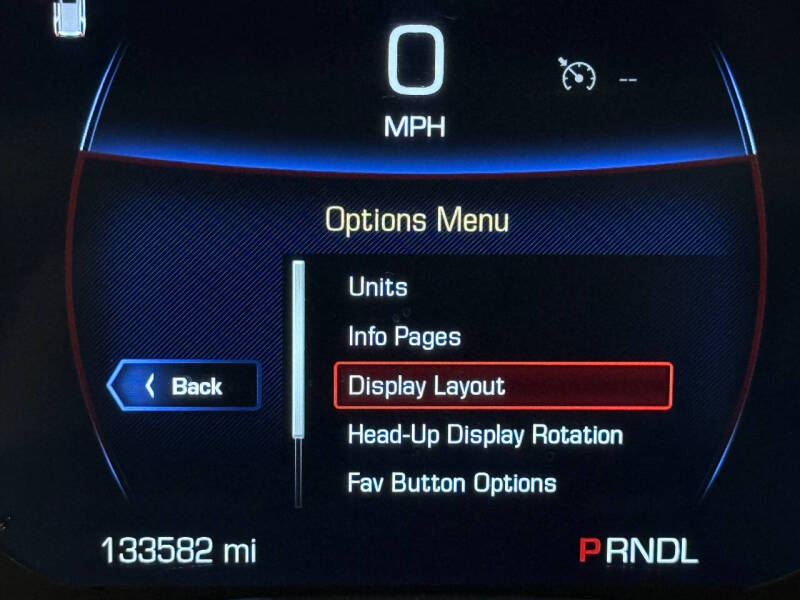 0
--
MPH
Options Menu
Units
Info Pages
Back
Display Layout
Head-Up Display Rotation
Fav Button Options
133582 mi
PRNDL